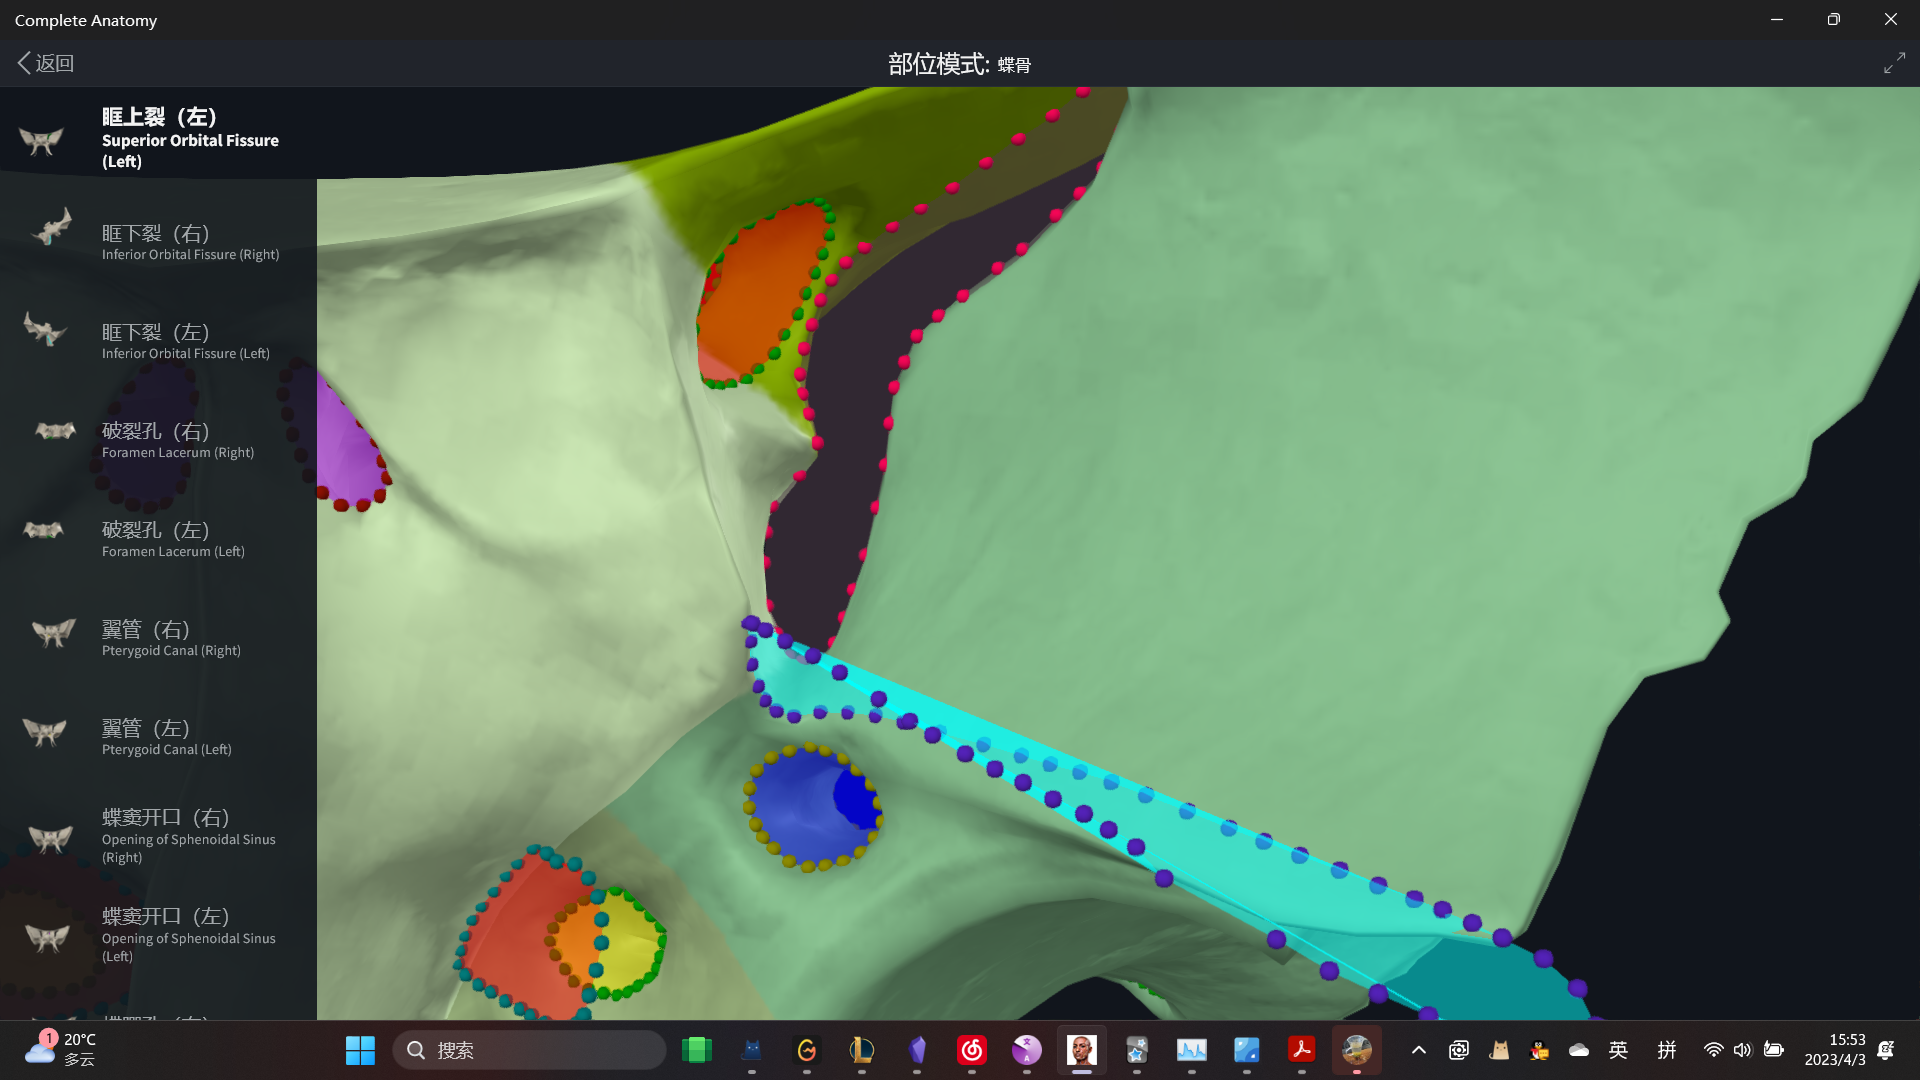 Complete Anatomy
返回
部位模式: 蝶骨
眶上裂（左）
Superior Orbital Fissure
(Left)
眶下裂（右）
Inferior Orbital Fissure (Right)
眶下裂（左）
Inferior Orbital Fissure (Left)
破裂孔（右）
Foramen Lacerum (Right)
破裂孔（左）
Foramen Lacerum (Left)
翼管（右）
Pterygoid Canal (Right)
翼管（左）
Pterygoid Canal (Left)
蝶窦开口（右）
Opening of Sphenoidal Sinus
(Right)
蝶窦开口（左）
Opening of Sphenoidal Sinus
(Left)
1
20°C
多云
搜索
英
拼
15:53
2023/4/3